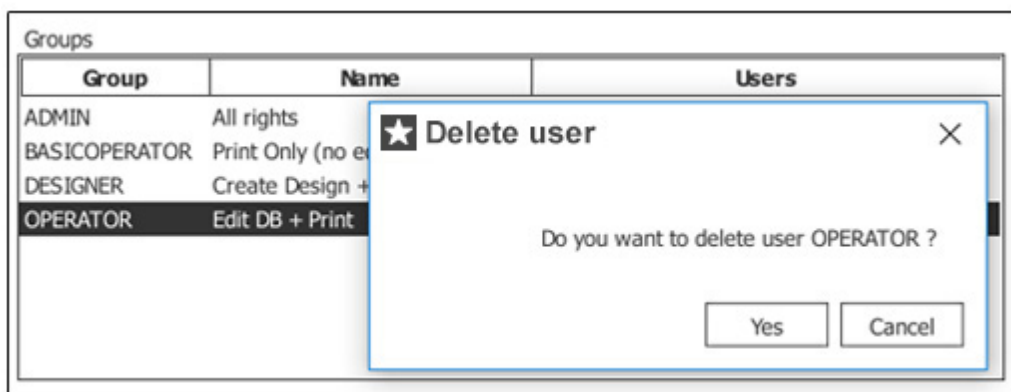 Groups
Group Name Users
ADMIN All rights
Delete user
BASICOPERATOR Print Only (no
DESIGNER Create Design +
OPERATOR Edit DB + Print
Do you want to delete user OPERATOR ?
Yes Cancel